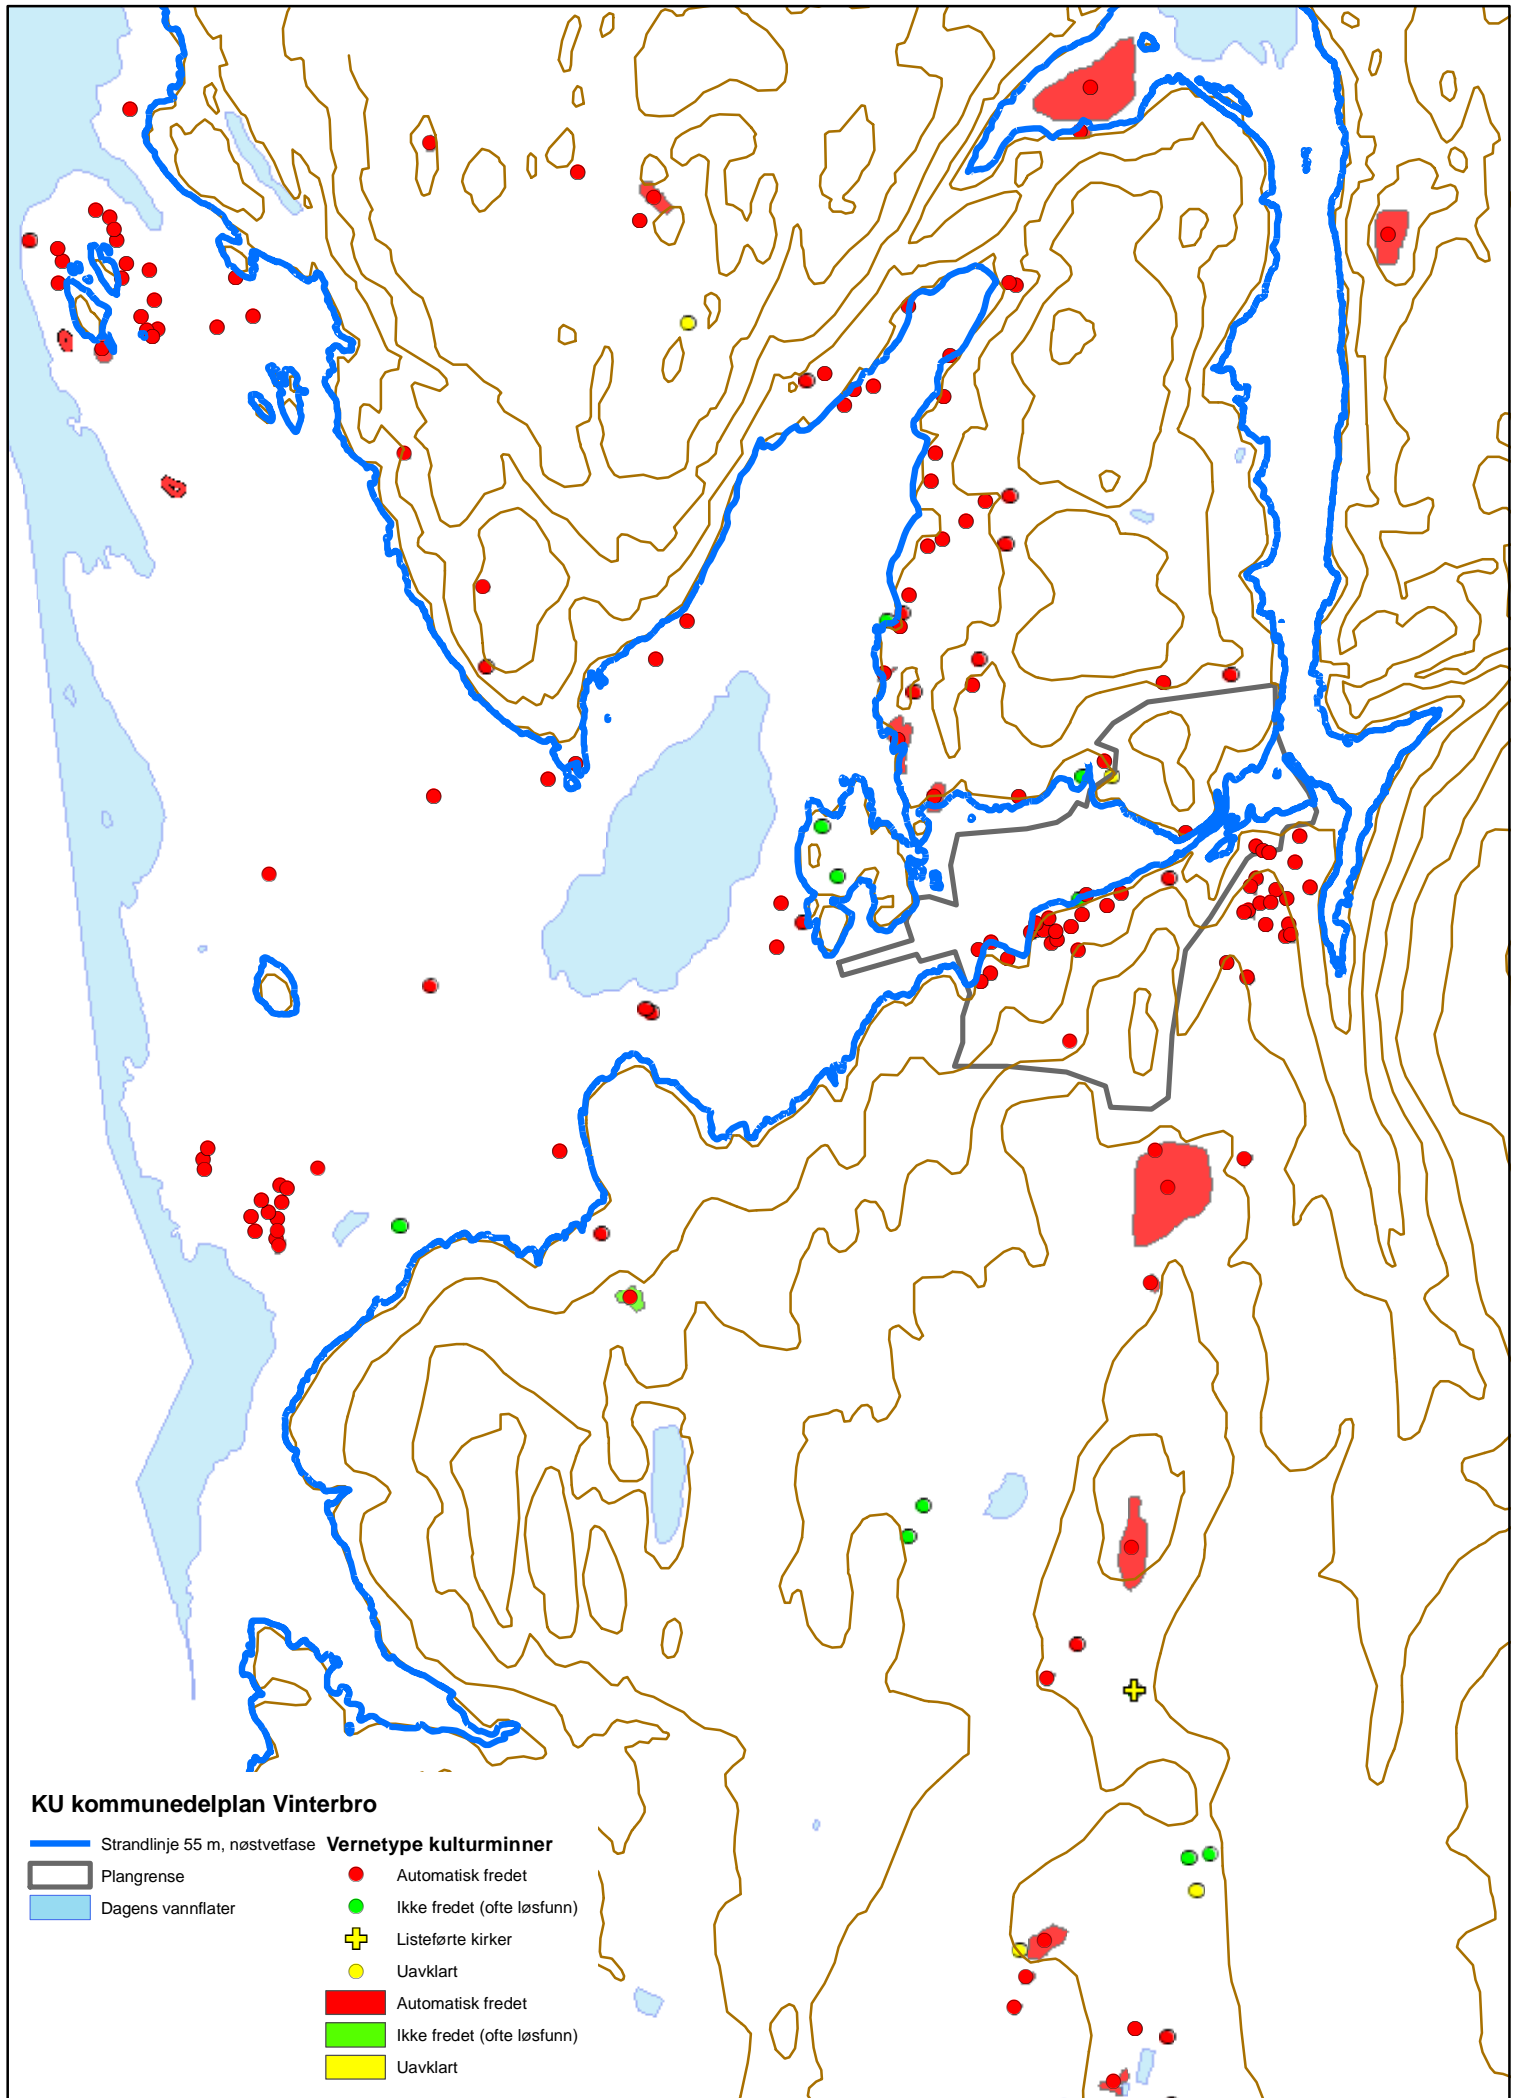 KU kommunedelplan Vinterbro
Strandlinje 55 m, nøstvetfase
Plangrense
Dagens vannflater
Vernetype kulturminner
Automatisk fredet
Ikke fredet (ofte løsfunn)
Listeførte kirker
Uavklart
Automatisk fredet
Ikke fredet (ofte løsfunn)
Uavklart